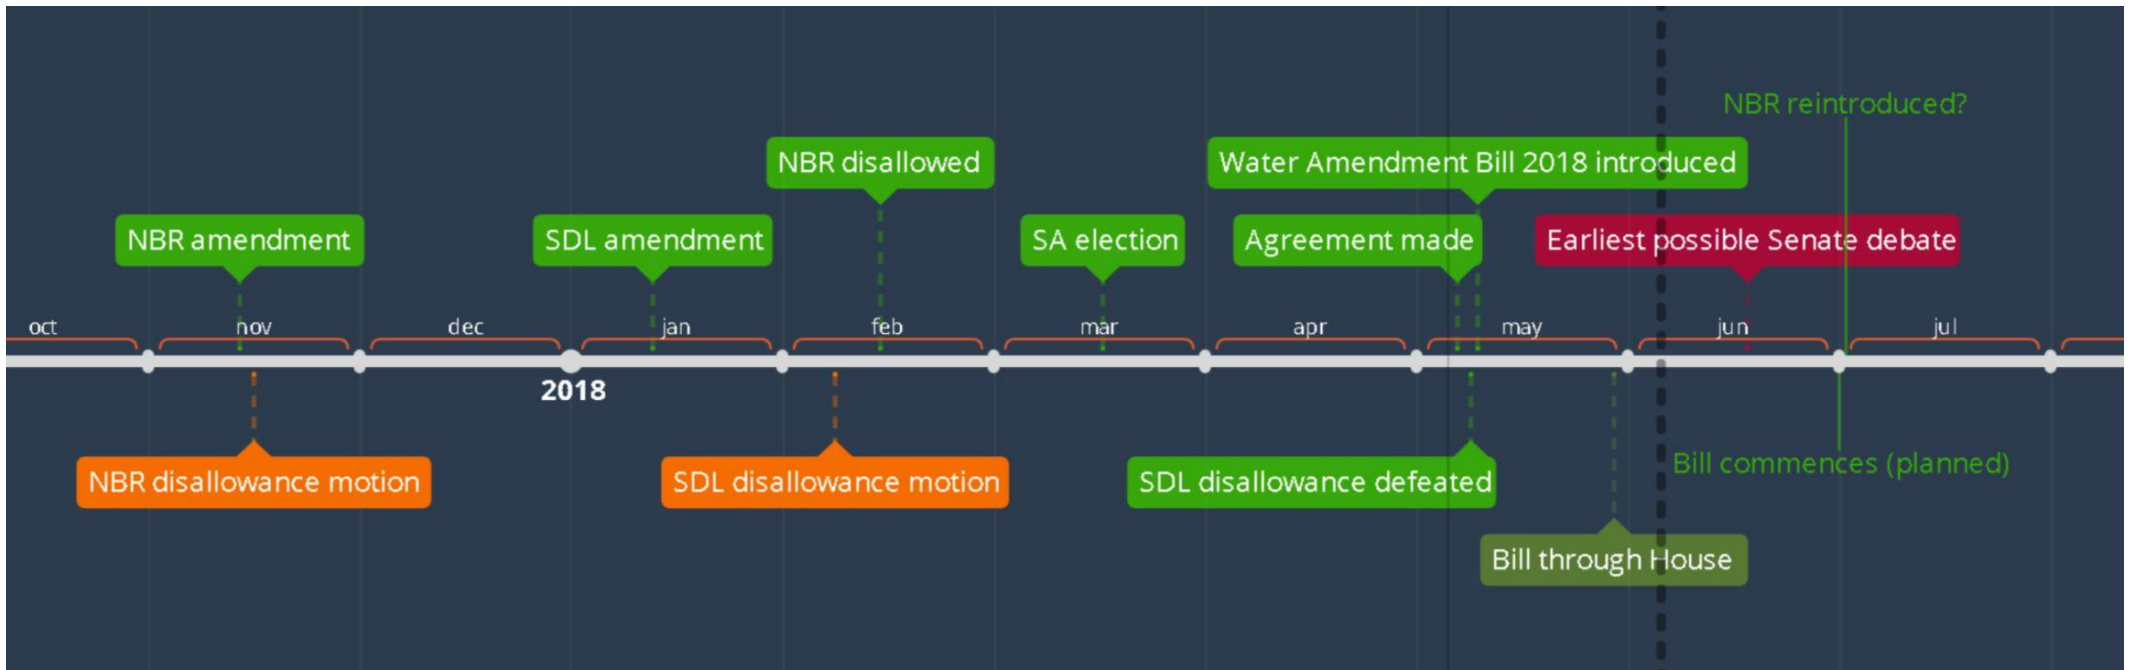 NBR reintroduced?
NBR disallowed
Water Amendment Bill 2018 introduced
NBR amendment
SDL amendment
SA election
Agreement made
Earliest possible Senate debate
oct
nov
dec
jan
feb
mar
apr
may
jun
jul
2018
NBR disallowance motion
SDL disallowance motion
SDL disallowance defeated
Bill commences (planned)
Bill through House